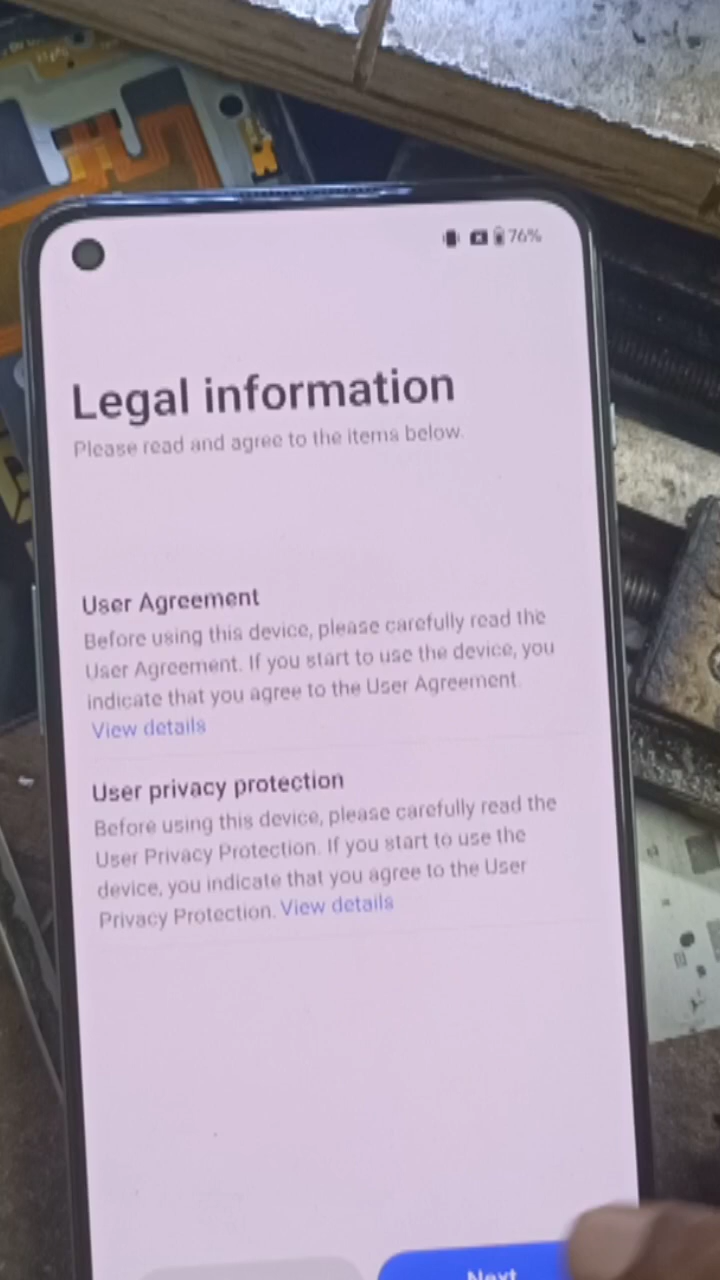 76%
Legal information
Please read and agree to the items below.
User Agreement
Before using this device, please carefully read the
User Agreement. If you start to use the device, you
indicate that you agree to the User Agreement.
View details
User privacy protection
Before using this device, please carefully read the
User Privacy Protection. If you start to use the
device, you indicate that you agree to the User
Privacy Protection. View details
Next